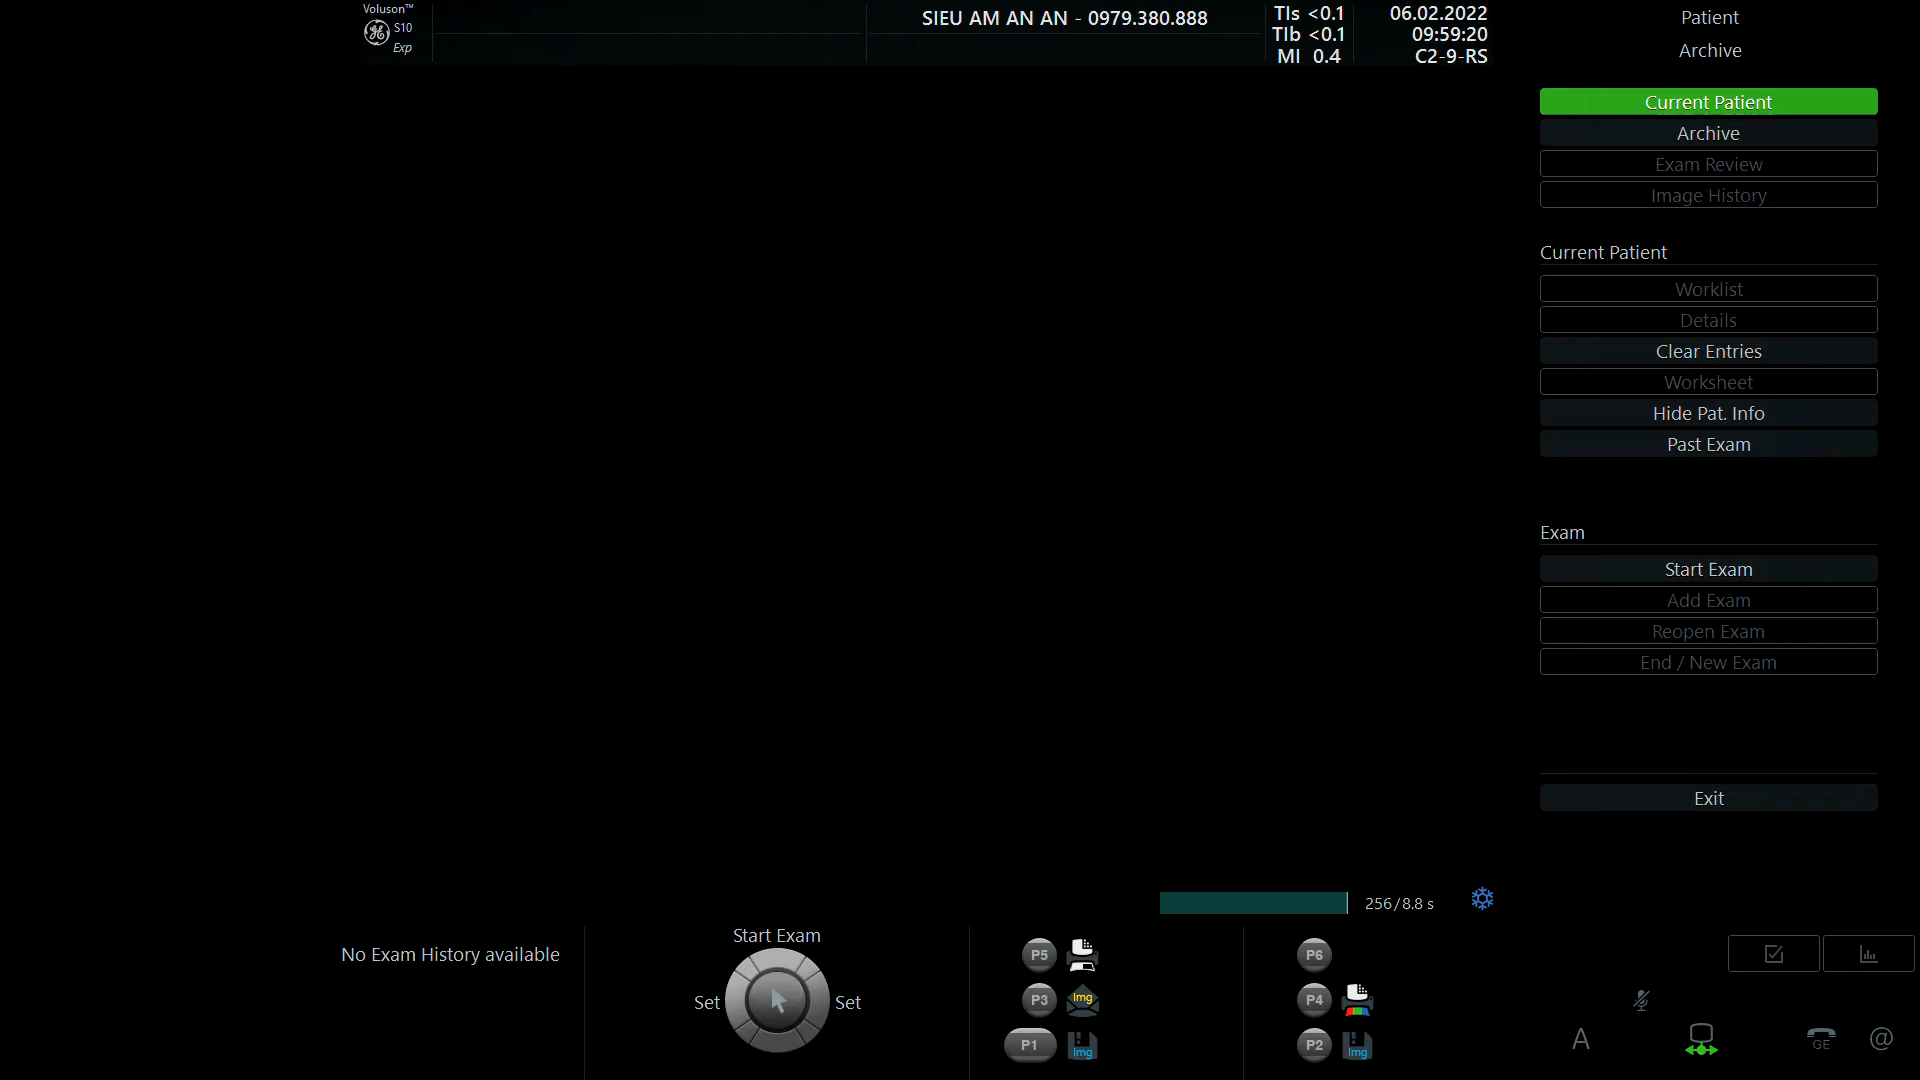 Voluson™
S10
Exp
SIEU AM AN AN - 0979.380.888
TIs <0.1
TIb <0.1
MI 0.4
06.02.2022
09:59:20
C2-9-RS
Patient
Archive
Current Patient
Archive
Exam Review
Image History
Current Patient
Worklist
Details
Clear Entries
Worksheet
Hide Pat. Info
Past Exam
Exam
Start Exam
Add Exam
Reopen Exam
End / New Exam
Exit
256/8.8 s
No Exam History available
Start Exam
Set
Set
P5
P3
Img
P1
Img
P6
P4
P2
Img
A
GE
@